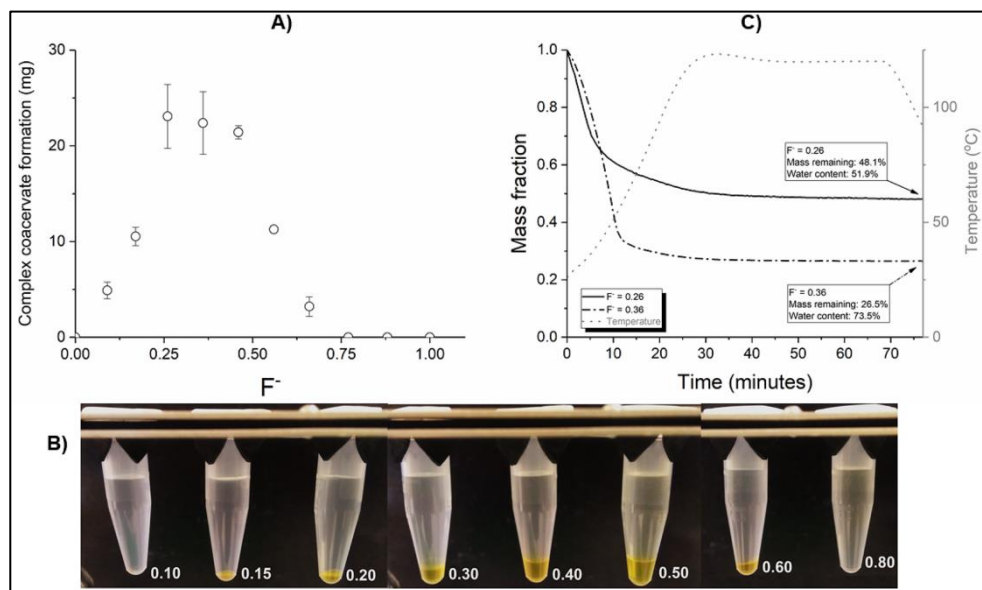 A)
Complex coacervate formation (mg)
30
20
10
0
0.00
0.25
0.50
0.75
1.00
F⁻
C)
Mass fraction
1.0
0.8
0.6
0.4
0.2
0.0
F⁻ = 0.26
Mass remaining: 48.1%
Water content: 51.9%
F⁻ = 0.36
Mass remaining: 26.5%
Water content: 73.5%
F⁻ = 0.26
F⁻ = 0.36
Temperature
0
10
20
30
40
50
60
70
Time (minutes)
100
50
0
Temperature (ºC)
B)
0.10
0.15
0.20
0.30
0.40
0.50
0.60
0.80